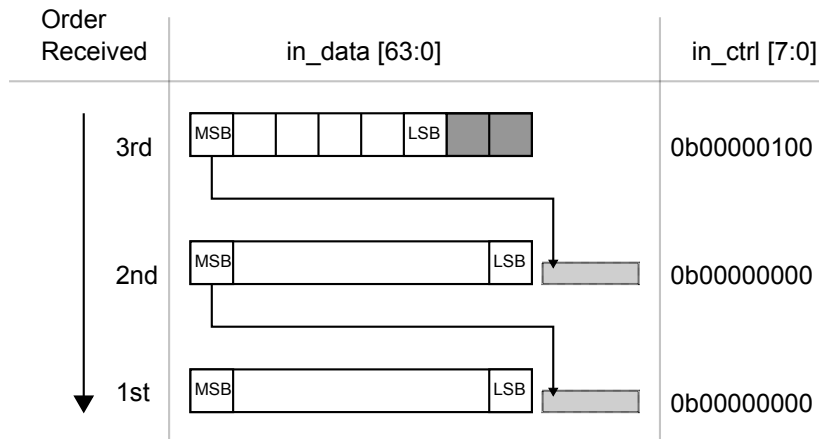 Order
Received in_data [63:0] in_ctrl [7:0]
3rd MSB LSB 0b00000100
2nd MSB LSB 0b00000000
1st MSB LSB 0b00000000